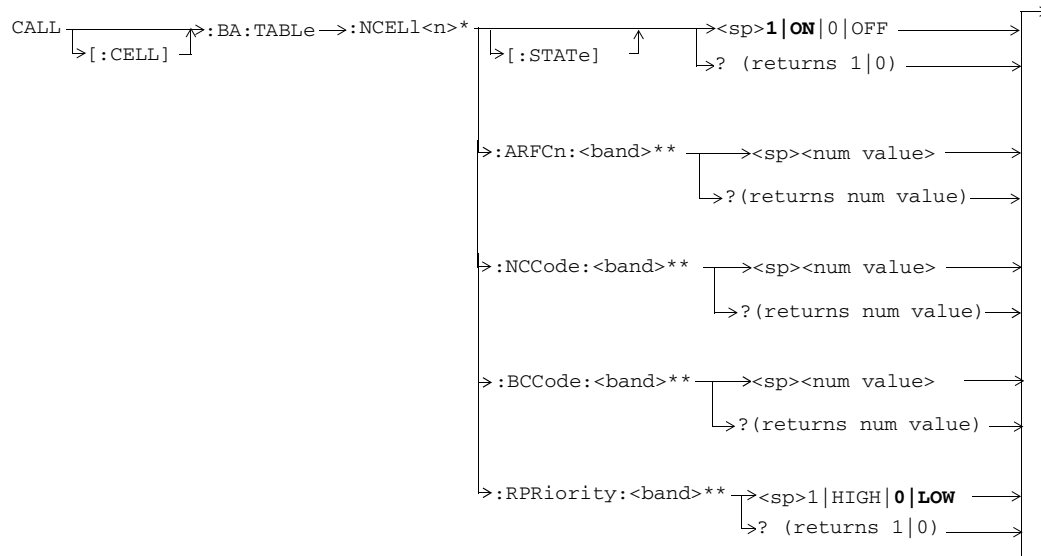 CALL :BA:TABLe :NCELl<n>* <sp>1|ON|0|OFF
[:CELL] [:STATe] ? (returns 1|0)
:ARFCn:<band>** <sp><num value>
?(returns num value)
:NCCode:<band>** <sp><num value>
?(returns num value)
:BCCode:<band>** <sp><num value>
?(returns num value)
:RPRiority:<band>** <sp>1|HIGH|0|LOW
? (returns 1|0)